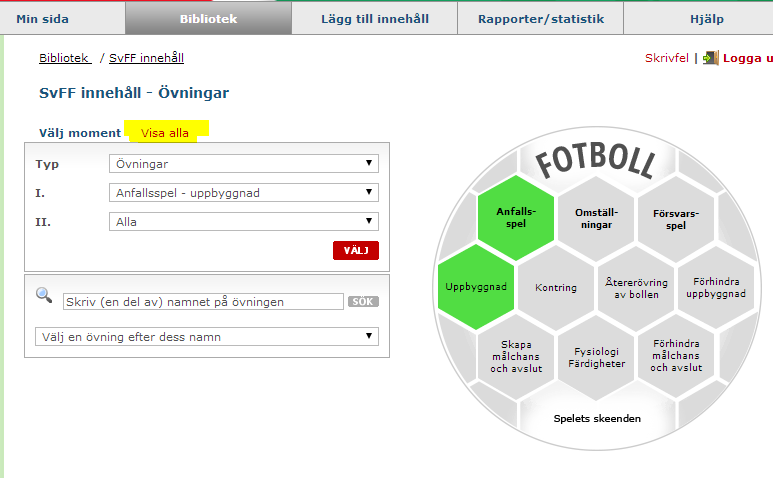 Min sida
Bibliotek
Lägg till innehåll
Rapporter/statistik
Hjälp
Bibliotek / SvFF innehåll
Skrivfel | Logga u
SvFF innehåll - Övningar
Välj moment Visa alla
Typ Övningar
I. Anfallsspel - uppbyggnad
II. Alla
VÄLJ
Skriv (en del av) namnet på övningen SÖK
Välj en övning efter dess namn
FOTBOLL
Anfalls-
spel
Omställ-
ningar
Försvars-
spel
Uppbyggnad
Kontring
Återerövring
av bollen
Förhindra
uppbyggnad
Skapa
målchans
och avslut
Fysiologi
Färdigheter
Förhindra
målchans
och avslut
Spelets skeenden